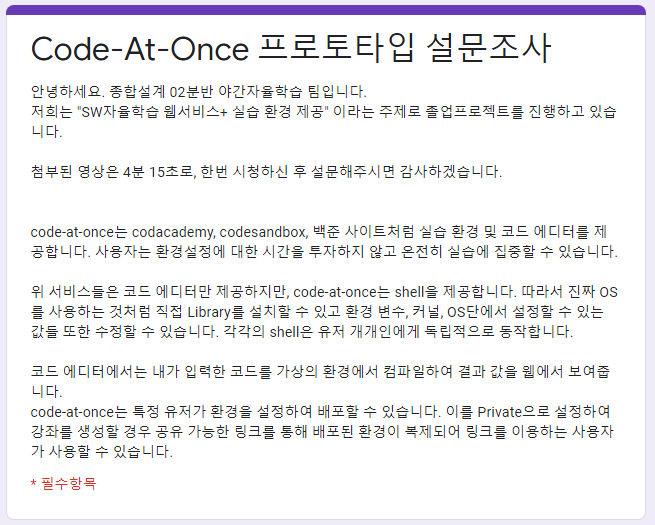 Code-At-Once 프로토타입 설문조사
안녕하세요. 종합설계 02분반 야간자율학습 팀입니다.
저희는 "SW자율학습 웹서비스+ 실습 환경 제공" 이라는 주제로 졸업프로젝트를 진행하고 있습
니다.
첨부된 영상은 4분 15초로, 한번 시청하신 후 설문해주시면 감사하겠습니다.
code-at-once는 codacademy, codesandbox, 백준 사이트처럼 실습 환경 및 코드 에디터를 제
공합니다. 사용자는 환경설정에 대한 시간을 투자하지 않고 온전히 실습에 집중할 수 있습니다.
위 서비스들은 코드 에디터만 제공하지만, code-at-once는 shell을 제공합니다. 따라서 진짜 OS
를 사용하는 것처럼 직접 Library를 설치할 수 있고 환경 변수, 커널, OS단에서 설정할 수 있는
값들 또한 수정할 수 있습니다. 각각의 shell은 유저 개개인에게 독립적으로 동작합니다.
코드 에디터에서는 내가 입력한 코드를 가상의 환경에서 컴파일하여 결과 값을 웹에서 보여줍
니다.
code-at-once는 특정 유저가 환경을 설정하여 배포할 수 있습니다. 이를 Private으로 설정하여
강좌를 생성할 경우 공유 가능한 링크를 통해 배포된 환경이 복제되어 링크를 이용하는 사용자
가 사용할 수 있습니다.
* 필수항목